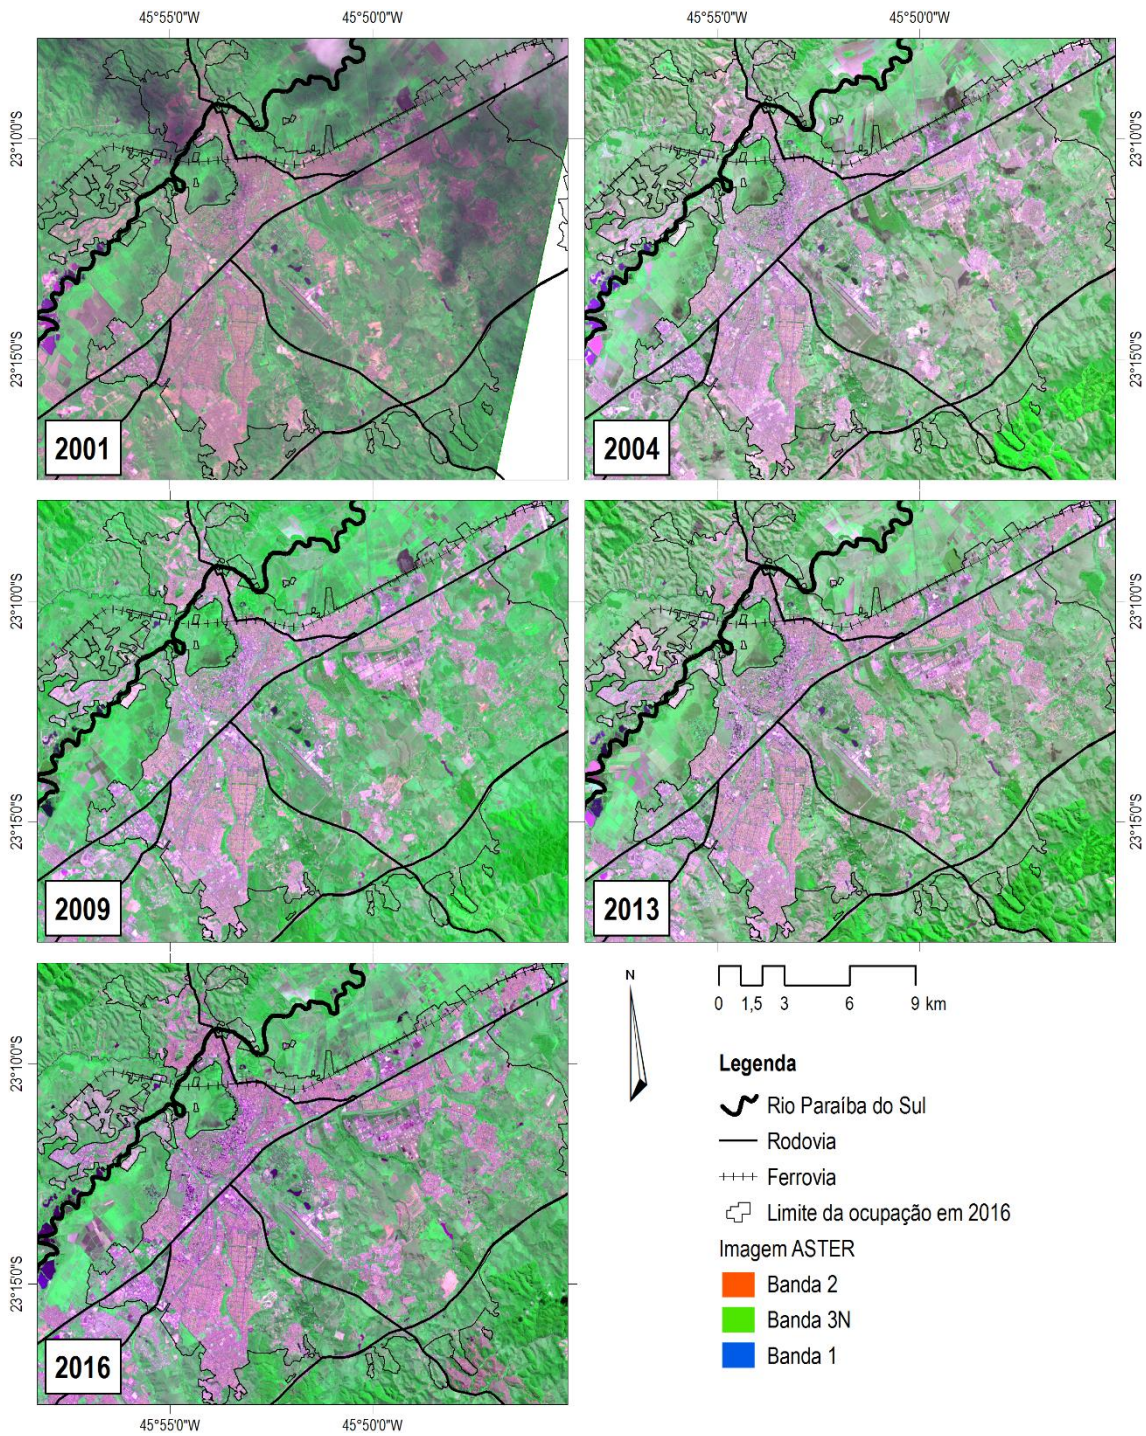 45°55'0"W
45°50'0"W
45°55'0"W
45°50'0"W
23°10'0"S
23°10'0"S
23°15'0"S
23°15'0"S
2001
2004
23°10'0"S
23°10'0"S
23°15'0"S
23°15'0"S
2009
2013
23°10'0"S
23°15'0"S
2016
45°55'0"W
45°50'0"W
N
0 1,5 3 6 9 km
Legenda
Rio Paraíba do Sul
Rodovia
Ferrovia
Limite da ocupação em 2016
Imagem ASTER
Banda 2
Banda 3N
Banda 1